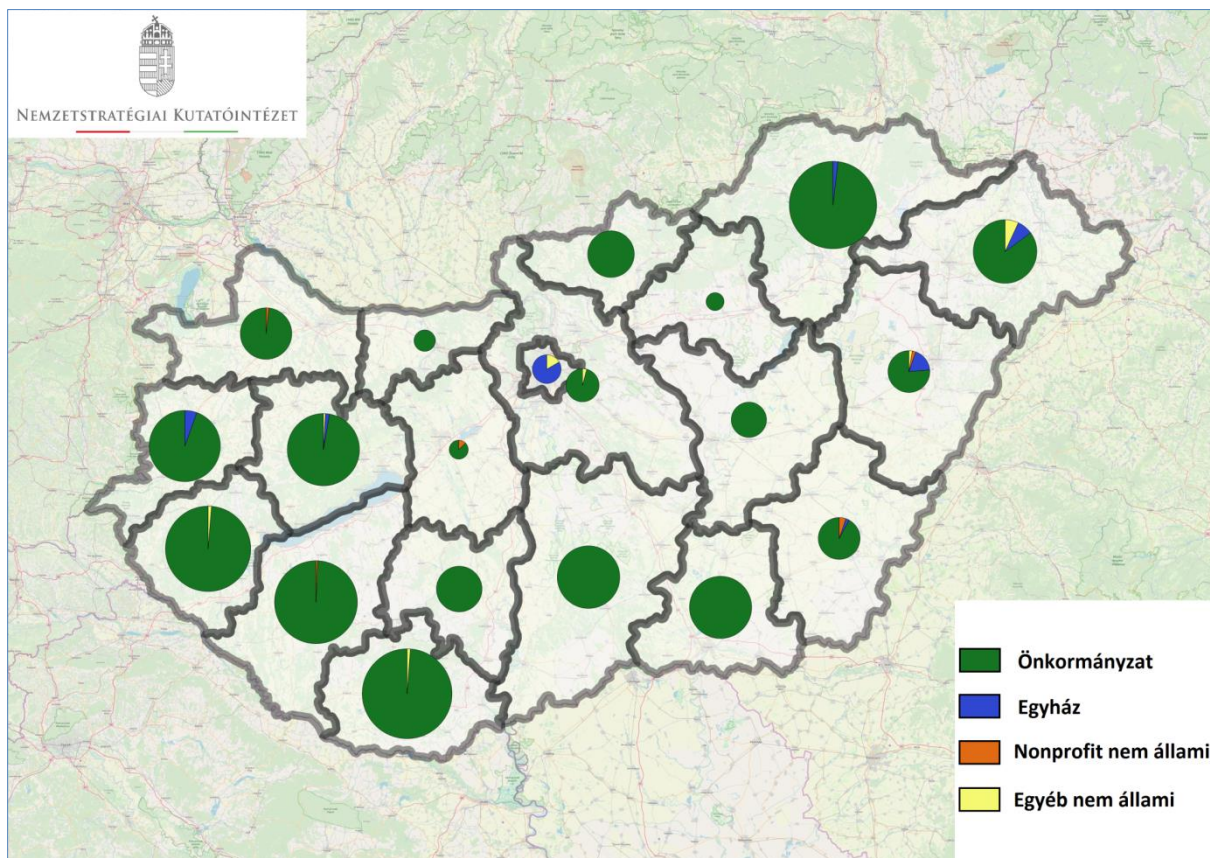 NEMZETSTRATÉGIAI KUTATÓINTÉZET
Önkormányzat
Egyház
Nonprofit nem állami
Egyéb nem állami